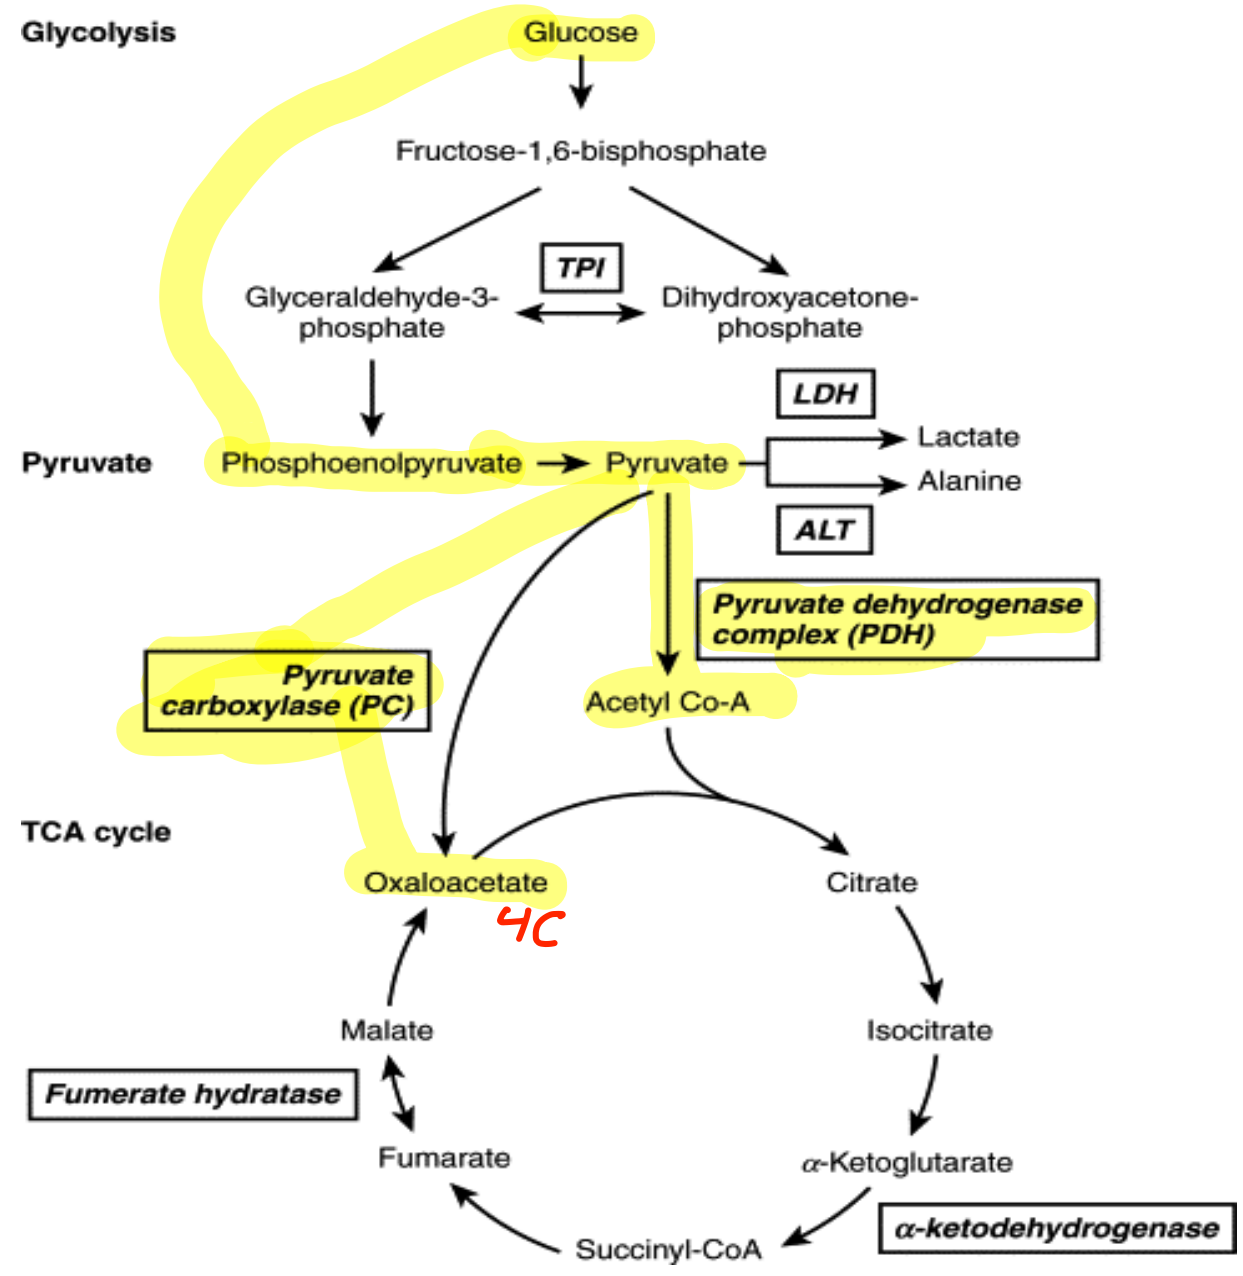 Glycolysis
Glucose
Fructose-1,6-bisphosphate
TPI
Glyceraldehyde-3-
phosphate
Dihydroxyacetone-
phosphate
LDH
Lactate
Pyruvate
Phosphoenolpyruvate
Pyruvate
Alanine
ALT
Pyruvate dehydrogenase
complex (PDH)
Pyruvate
carboxylase (PC)
Acetyl Co-A
TCA cycle
Oxaloacetate
4C
Citrate
Malate
Isocitrate
Fumerate hydratase
Fumarate
α-Ketoglutarate
α-ketodehydrogenase
Succinyl-CoA